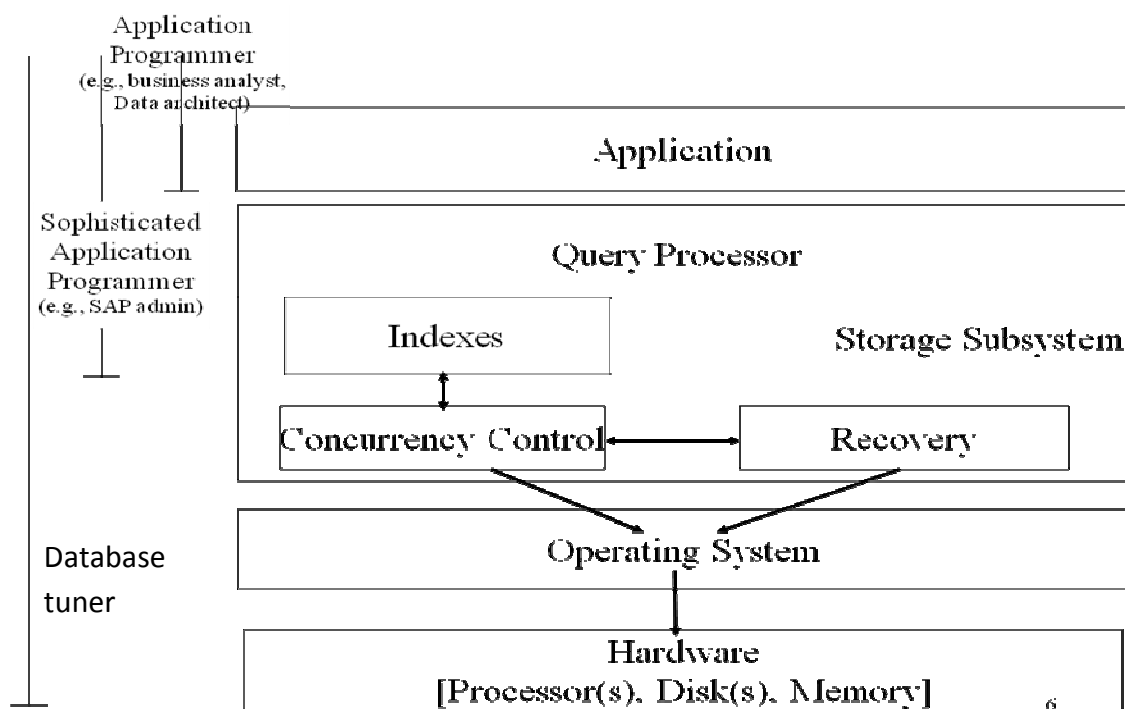 Application
Programmer
(e.g., business analyst,
Data architect)
Application
Sophisticated
Application
Programmer
(e.g., SAP admin)
Query Processor
Indexes
Storage Subsystem
Concurrency Control
Recovery
Database
tuner
Operating System
Hardware
[Processor(s), Disk(s), Memory]
6